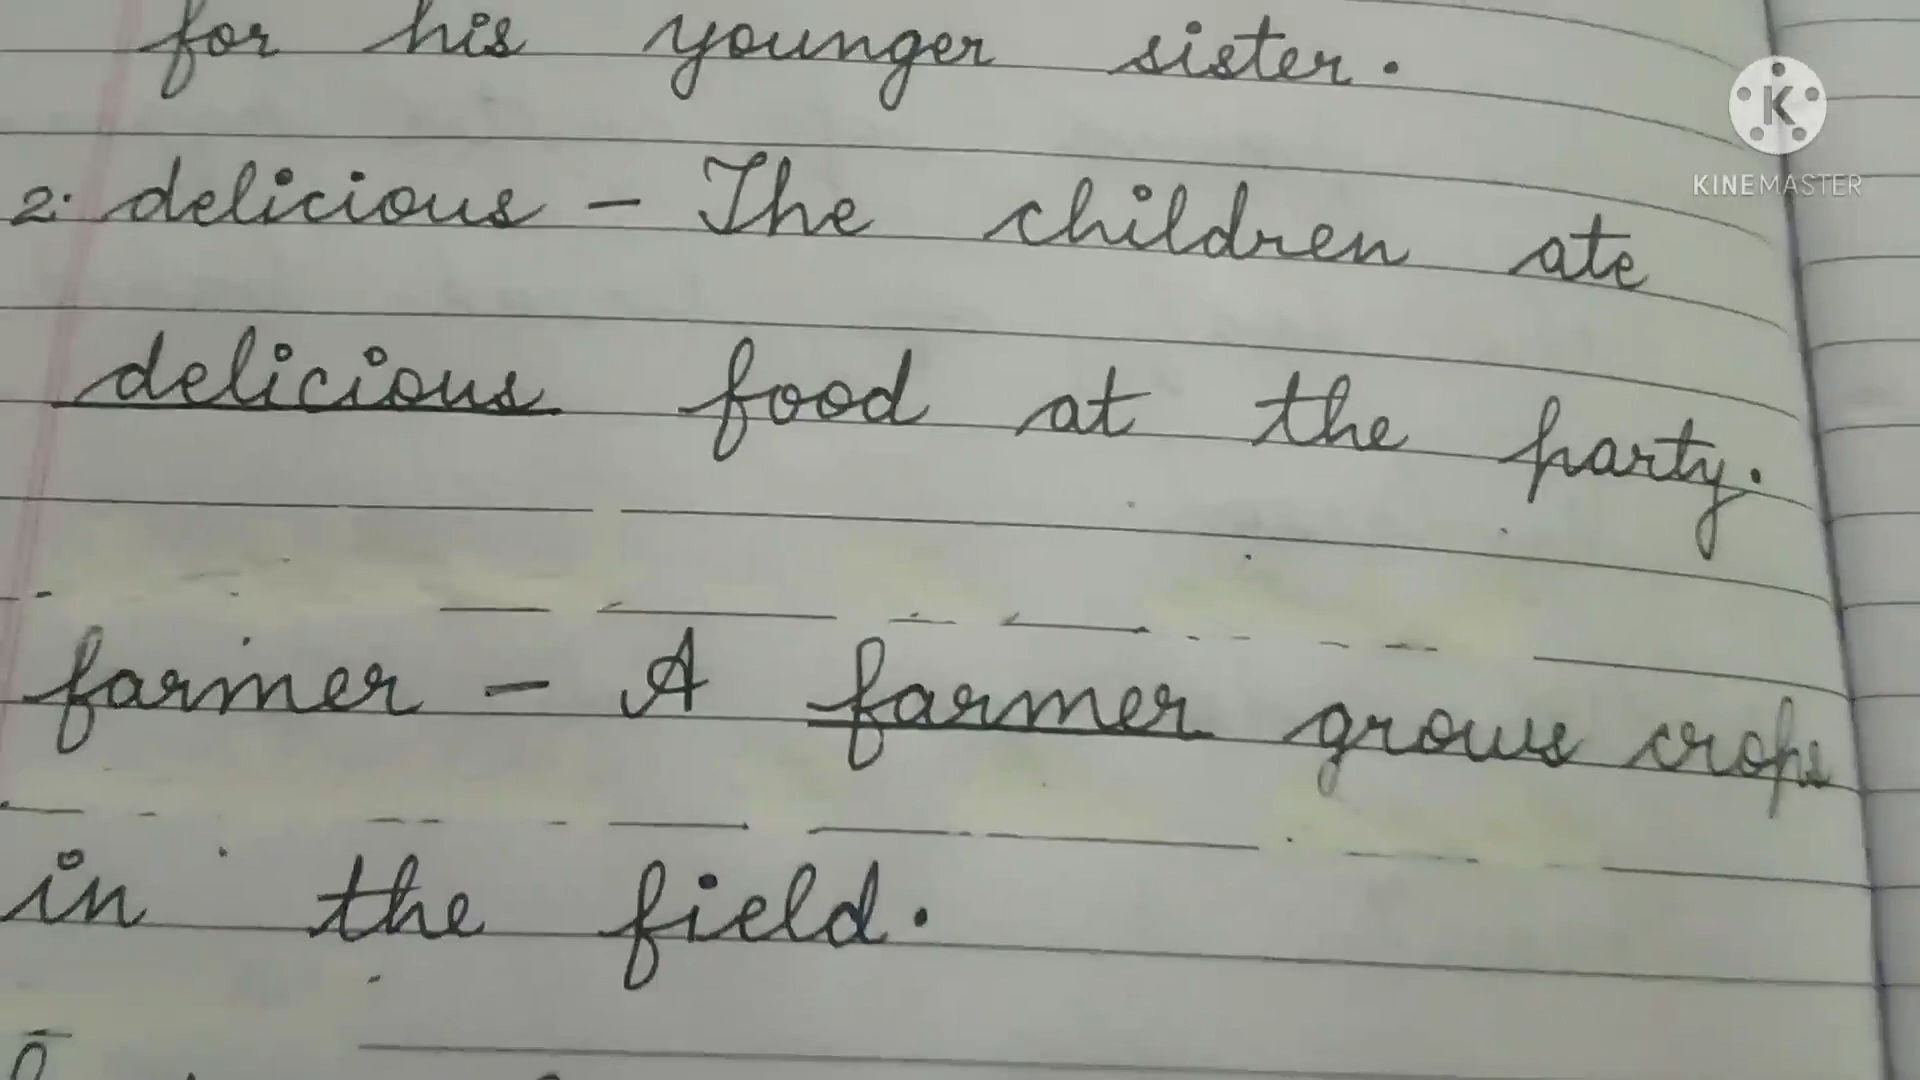 for his younger sister.
2. delicious - The children ate
delicious food at the party.
farmer - A farmer grows crops
in the field.
KINEMASTER